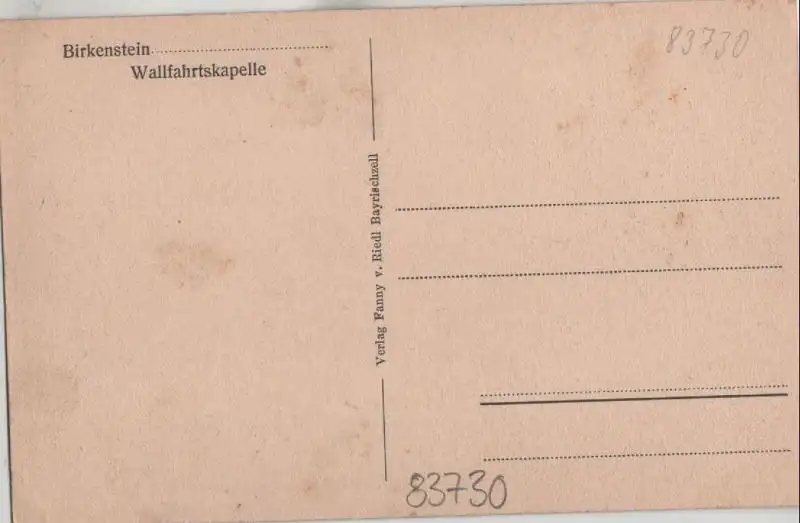 Birkenstein
Wallfahrtskapelle
83730
Verlag Fanny v. Riedl Bayrischzell
83730